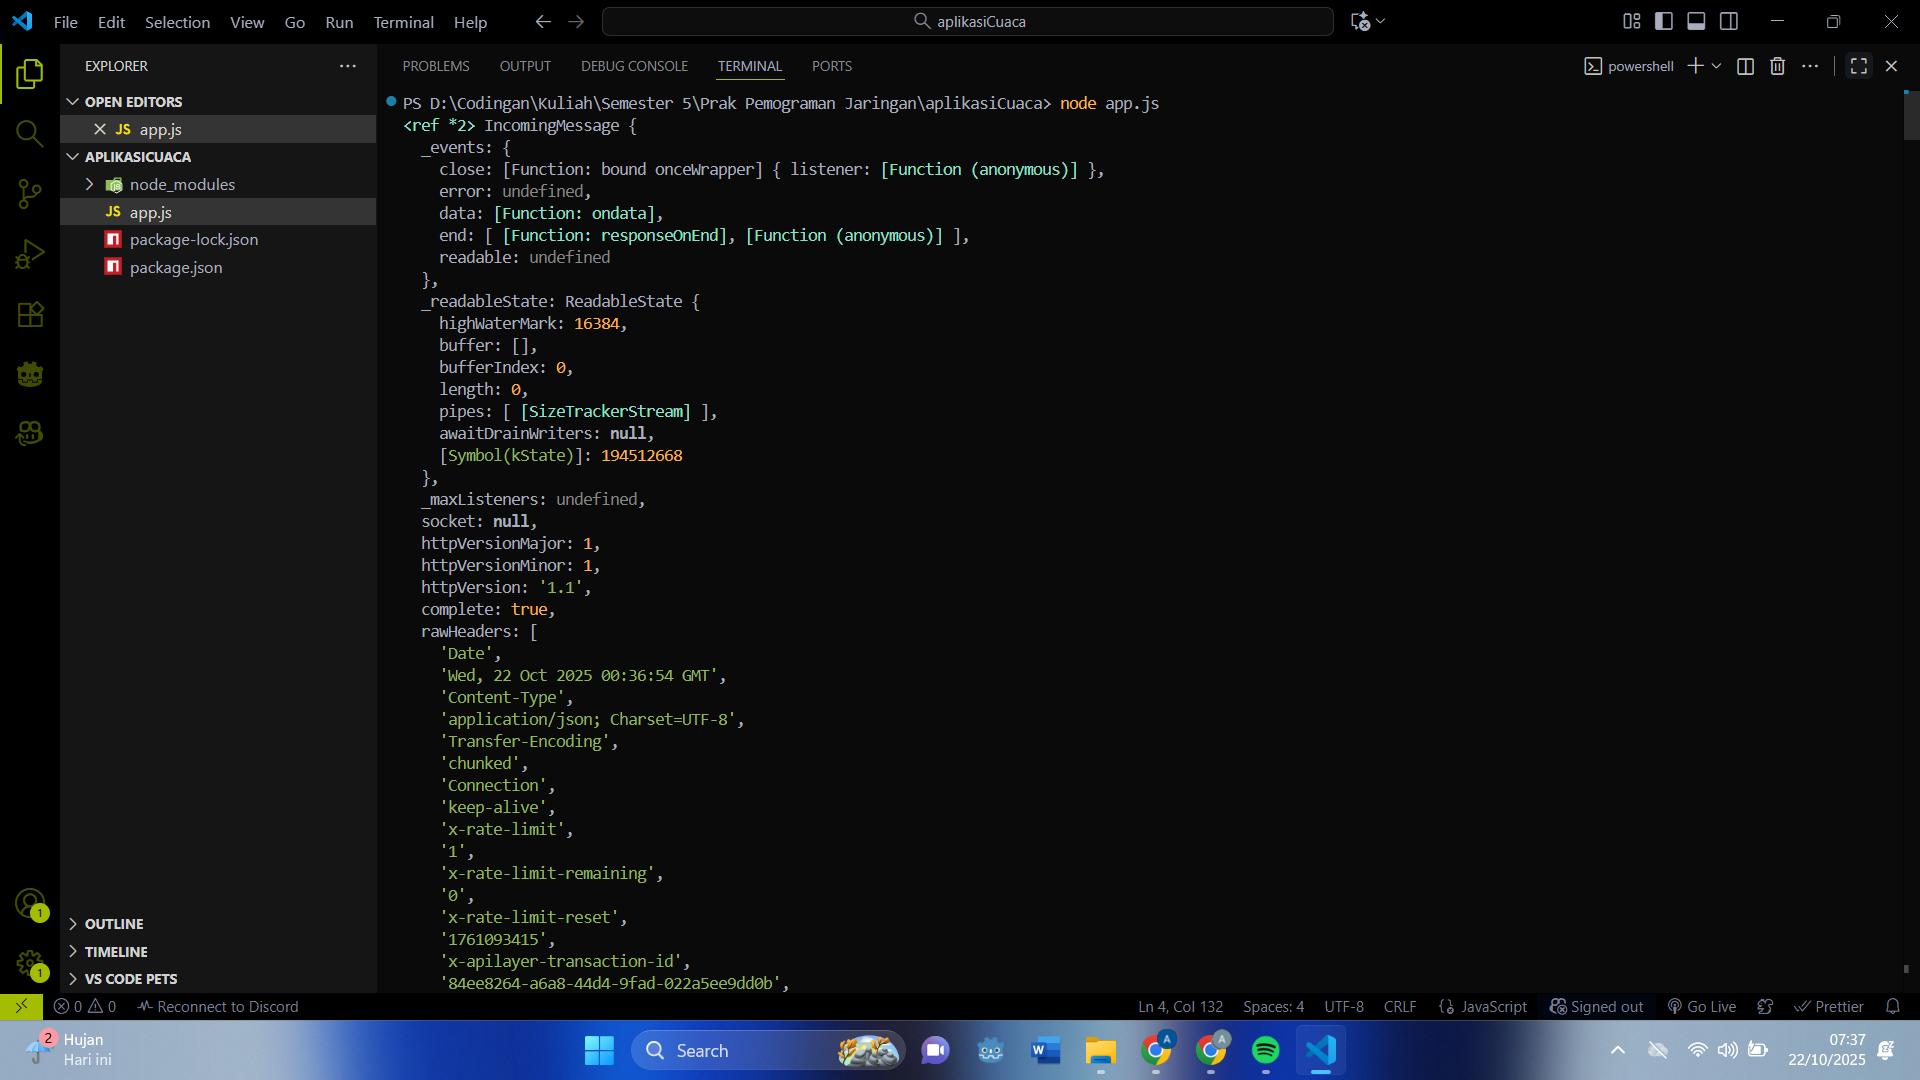 File Edit Selection View Go Run Terminal Help
aplikasiCuaca
EXPLORER
OPEN EDITORS
JS app.js
APLIKASICUACA
node_modules
JS app.js
package-lock.json
package.json
OUTLINE
TIMELINE
VS CODE PETS
1
1
PROBLEMS OUTPUT DEBUG CONSOLE TERMINAL PORTS
powershell
PS D:\Codingan\Kuliah\Semester 5\Prak Pemograman Jaringan\aplikasiCuaca> node app.js
<ref *2> IncomingMessage {
_events: {
close: [Function: bound onceWrapper] { listener: [Function (anonymous)] },
error: undefined,
data: [Function: ondata],
end: [ [Function: responseOnEnd], [Function (anonymous)] ],
readable: undefined
},
_readableState: ReadableState {
highWaterMark: 16384,
buffer: [],
bufferIndex: 0,
length: 0,
pipes: [ [SizeTrackerStream] ],
awaitDrainWriters: null,
[Symbol(kState)]: 194512668
},
_maxListeners: undefined,
socket: null,
httpVersionMajor: 1,
httpVersionMinor: 1,
httpVersion: '1.1',
complete: true,
rawHeaders: [
'Date',
'Wed, 22 Oct 2025 00:36:54 GMT',
'Content-Type',
'application/json; Charset=UTF-8',
'Transfer-Encoding',
'chunked',
'Connection',
'keep-alive',
'x-rate-limit',
'1',
'x-rate-limit-remaining',
'0',
'x-rate-limit-reset',
'1761093415',
'x-apilayer-transaction-id',
'84ee8264-a6a8-44d4-9fad-022a5ee9dd0b',
0 0 Reconnect to Discord
Ln 4, Col 132 Spaces: 4 UTF-8 CRLF {} JavaScript Signed out Go Live Prettier
2
Hujan
Hari ini
Search
W
A
A
07:37
22/10/2025